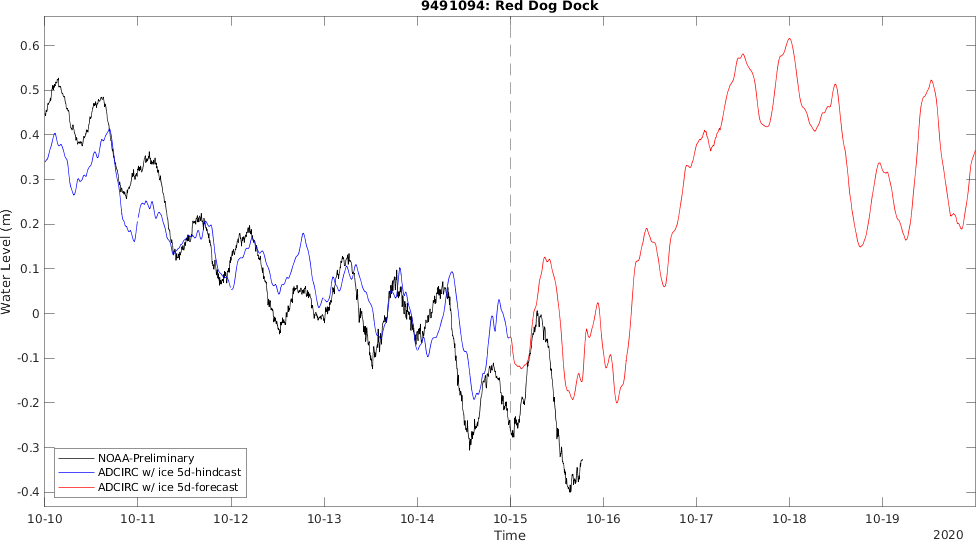 9491094: Red Dog Dock
Water Level (m)
0.6
0.5
0.4
0.3
0.2
0.1
0
-0.1
-0.2
-0.3
-0.4
NOAA-Preliminary
ADCIRC w/ ice 5d-hindcast
ADCIRC w/ ice 5d-forecast
10-10 10-11 10-12 10-13 10-14 10-15 10-16 10-17 10-18 10-19
Time
2020